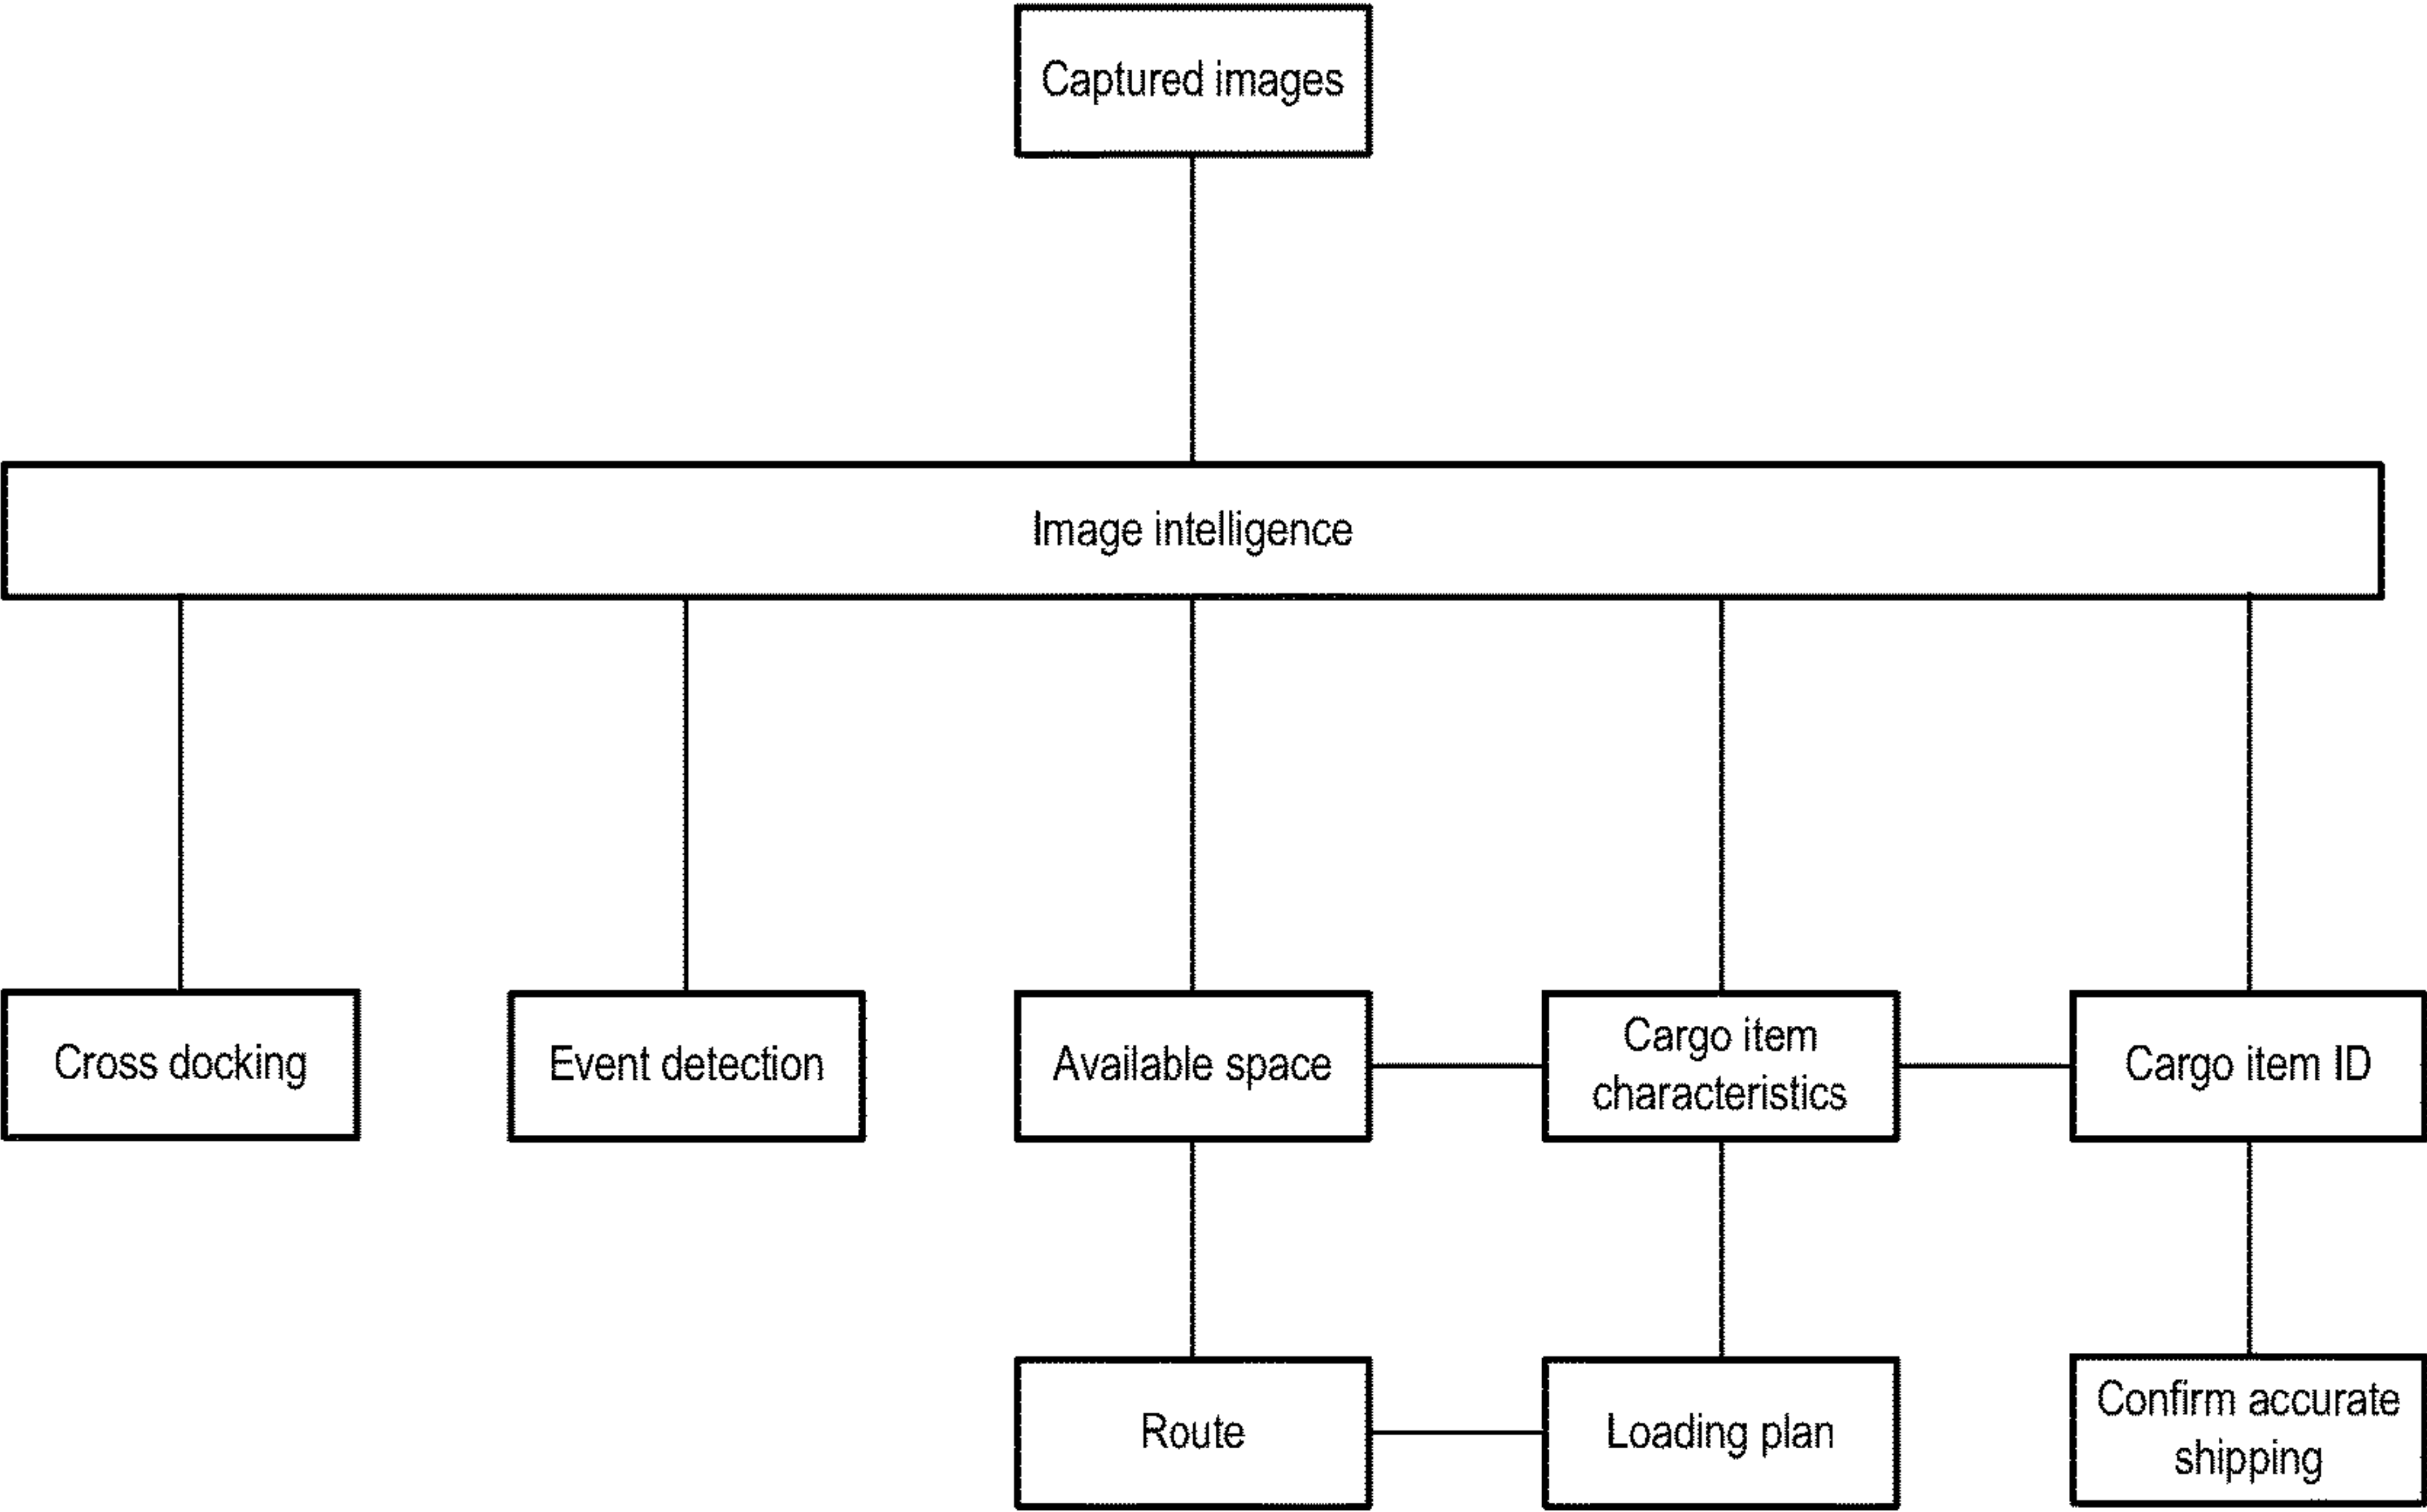 Captured images
Image intelligence
Cross docking
Event detection
Available space
Cargo item
characteristics
Cargo item ID
Route
Loading plan
Confirm accurate
shipping